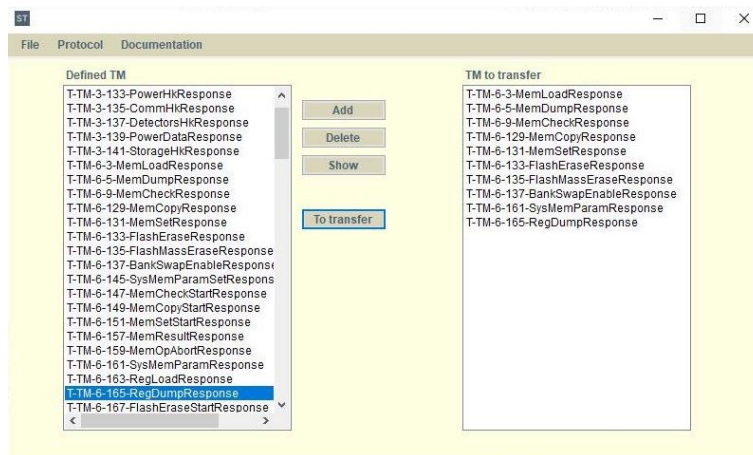 ST
File Protocol Documentation
Defined TM
T-TM-3-133-PowerHkResponse
T-TM-3-135-CommHkResponse
T-TM-3-137-DetectorsHkResponse
T-TM-3-139-PowerDataResponse
T-TM-3-141-StorageHkResponse
T-TM-6-3-MemLoadResponse
T-TM-6-5-MemDumpResponse
T-TM-6-9-MemCheckResponse
T-TM-6-129-MemCopyResponse
T-TM-6-131-MemSetResponse
T-TM-6-133-FlashEraseResponse
T-TM-6-135-FlashMassEraseResponse
T-TM-6-137-BankSwapEnableResponse
T-TM-6-145-SysMemParamSetRespons
T-TM-6-147-MemCheckStartResponse
T-TM-6-149-MemCopyStartResponse
T-TM-6-151-MemSetStartResponse
T-TM-6-157-MemResultResponse
T-TM-6-159-MemOpAbortResponse
T-TM-6-161-SysMemParamResponse
T-TM-6-163-RegLoadResponse
T-TM-6-165-RegDumpResponse
T-TM-6-167-FlashEraseStartResponse
Add
Delete
Show
To transfer
TM to transfer
T-TM-6-3-MemLoadResponse
T-TM-6-5-MemDumpResponse
T-TM-6-9-MemCheckResponse
T-TM-6-129-MemCopyResponse
T-TM-6-131-MemSetResponse
T-TM-6-133-FlashEraseResponse
T-TM-6-135-FlashMassEraseResponse
T-TM-6-137-BankSwapEnableResponse
T-TM-6-161-SysMemParamResponse
T-TM-6-165-RegDumpResponse